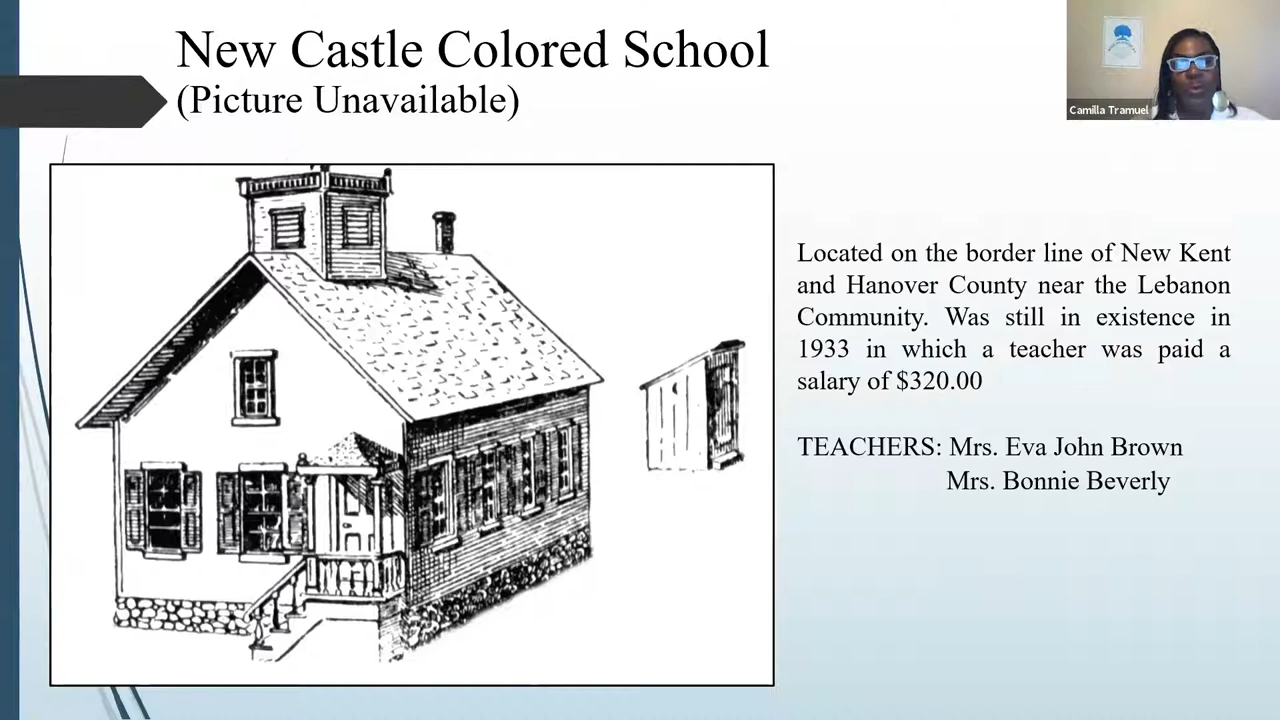 New Castle Colored School
(Picture Unavailable)
Camilla Tramuel
Located on the border line of New Kent
and Hanover County near the Lebanon
Community. Was still in existence in
1933 in which a teacher was paid a
salary of $320.00
TEACHERS: Mrs. Eva John Brown
Mrs. Bonnie Beverly